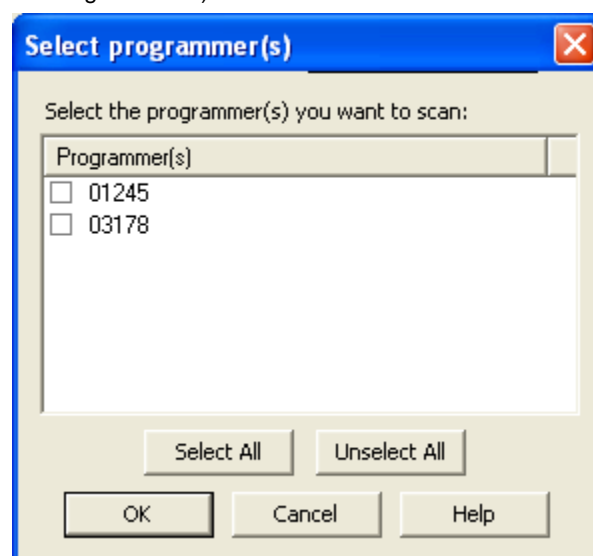 Select programmer(s)
Select the programmer(s) you want to scan:
Programmer(s)
01245
03178
Select All Unselect All
OK Cancel Help